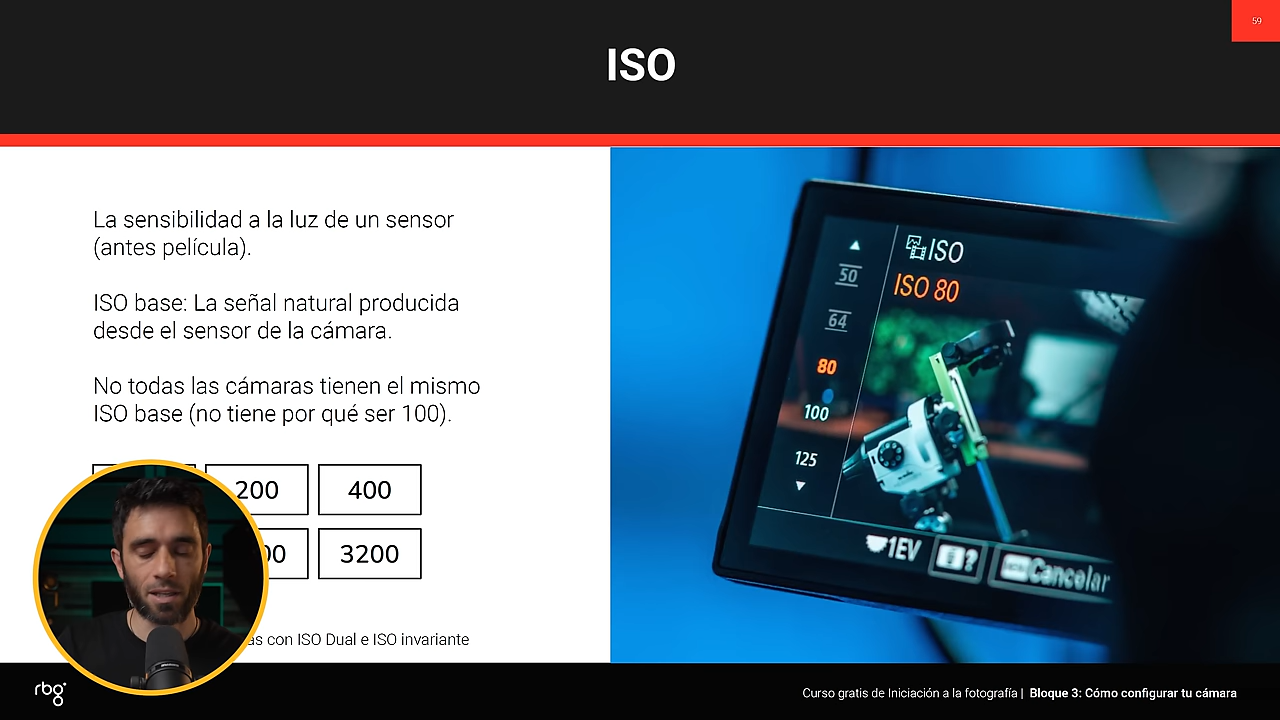 59
ISO
La sensibilidad a la luz de un sensor
(antes película).
ISO base: La señal natural producida
desde el sensor de la cámara.
No todas las cámaras tienen el mismo
ISO base (no tiene por qué ser 100).
200
400
3200
con ISO Dual e ISO invariante
50
64
80
100
125
ISO
ISO 80
1EV
?
Cancelar
rbg
Curso gratis de Iniciación a la fotografía | Bloque 3: Cómo configurar tu cámara